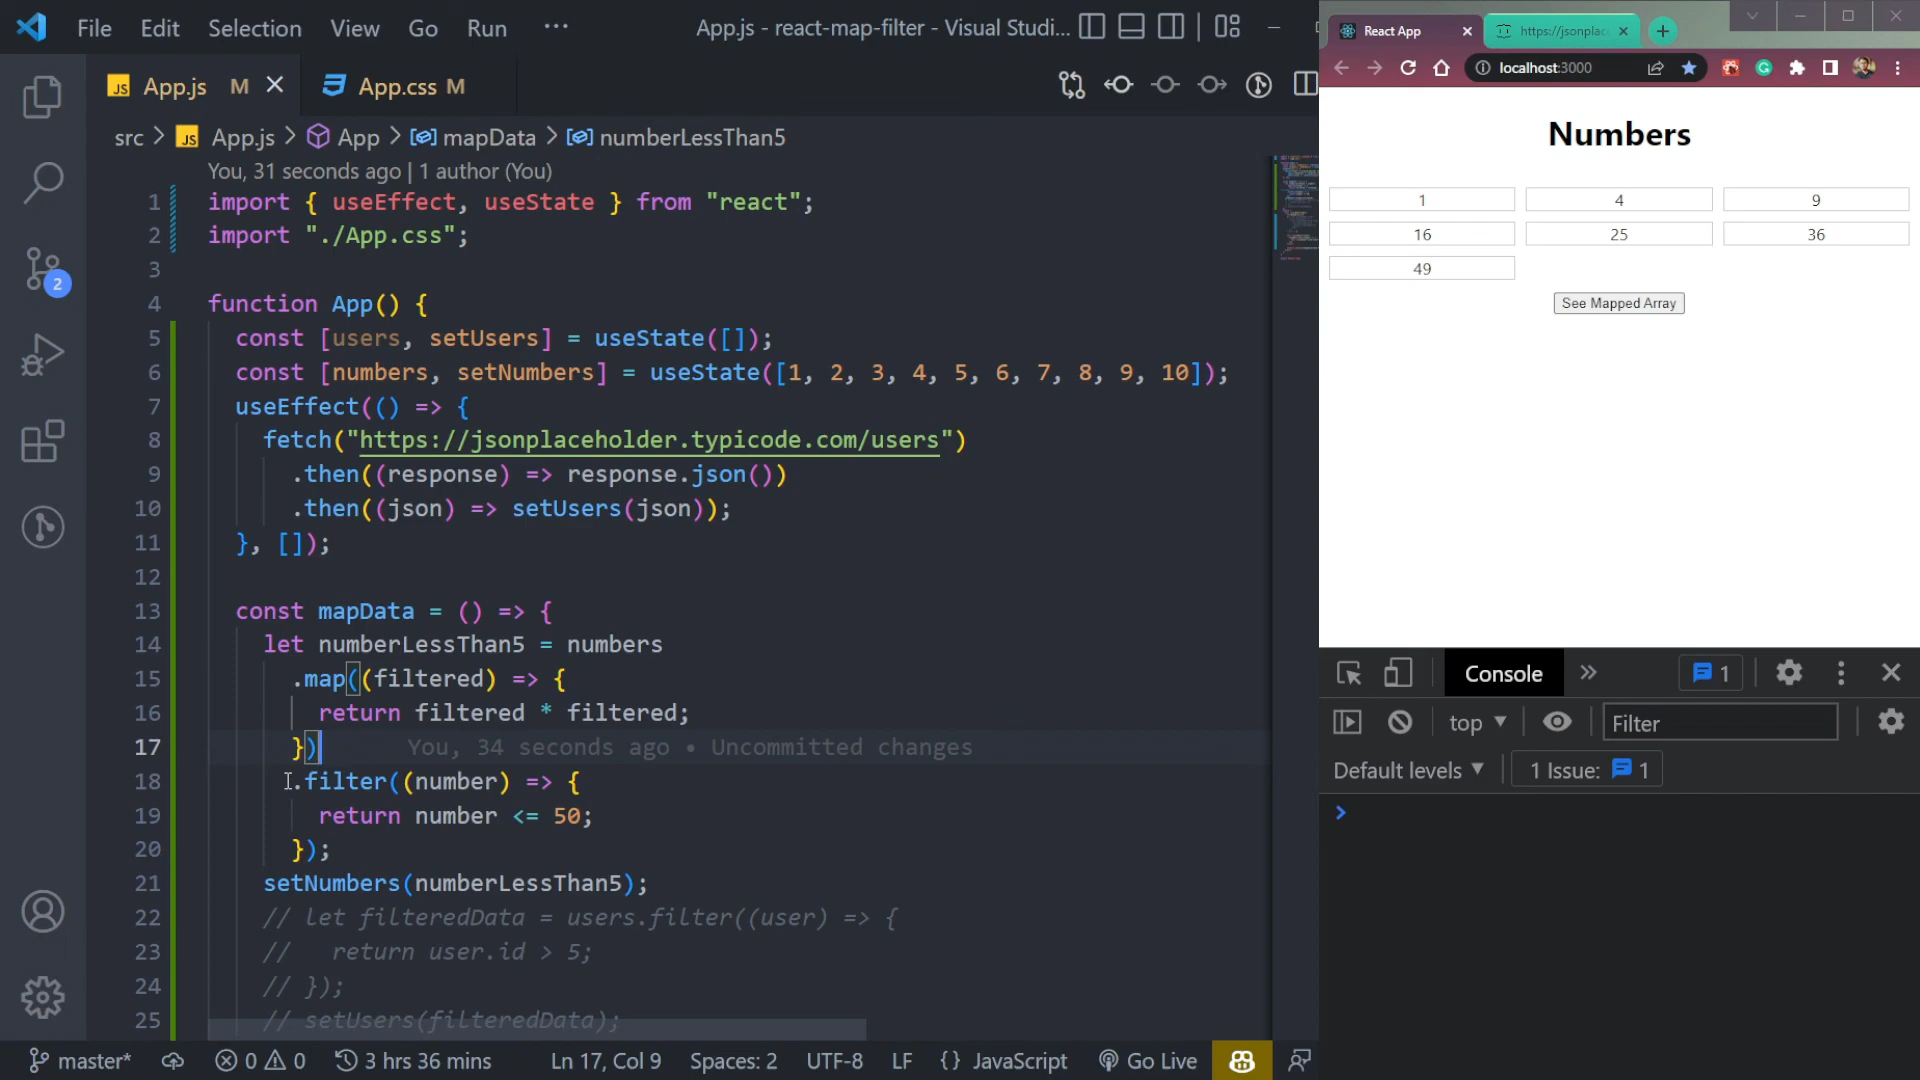 File Edit Selection View Go Run ··· App.js - react-map-filter - Visual Studi...
JS App.js M App.css M
src > JS App.js > App > mapData > numberLessThan5
You, 31 seconds ago | 1 author (You)
1 import { useEffect, useState } from "react";
2 import "./App.css";
3
4 function App() {
5 const [users, setUsers] = useState([]);
6 const [numbers, setNumbers] = useState([1, 2, 3, 4, 5, 6, 7, 8, 9, 10]);
7 useEffect(() => {
8 fetch("https://jsonplaceholder.typicode.com/users")
9 .then((response) => response.json())
10 .then((json) => setUsers(json));
11 }, []);
12
13 const mapData = () => {
14 let numberLessThan5 = numbers
15 .map((filtered) => {
16 return filtered * filtered;
17 }) You, 34 seconds ago • Uncommitted changes
18 .filter((number) => {
19 return number <= 50;
20 });
21 setNumbers(numberLessThan5);
22 // let filteredData = users.filter((user) => {
23 // return user.id > 5;
24 // });
25 // setUsers(filteredData);
2
master* 0 0 3 hrs 36 mins Ln 17, Col 9 Spaces: 2 UTF-8 LF {} JavaScript Go Live
React App https://jsonplac
localhost:3000
Numbers
1 4 9
16 25 36
49
See Mapped Array
Console 1
top Filter
Default levels 1 Issue: 1